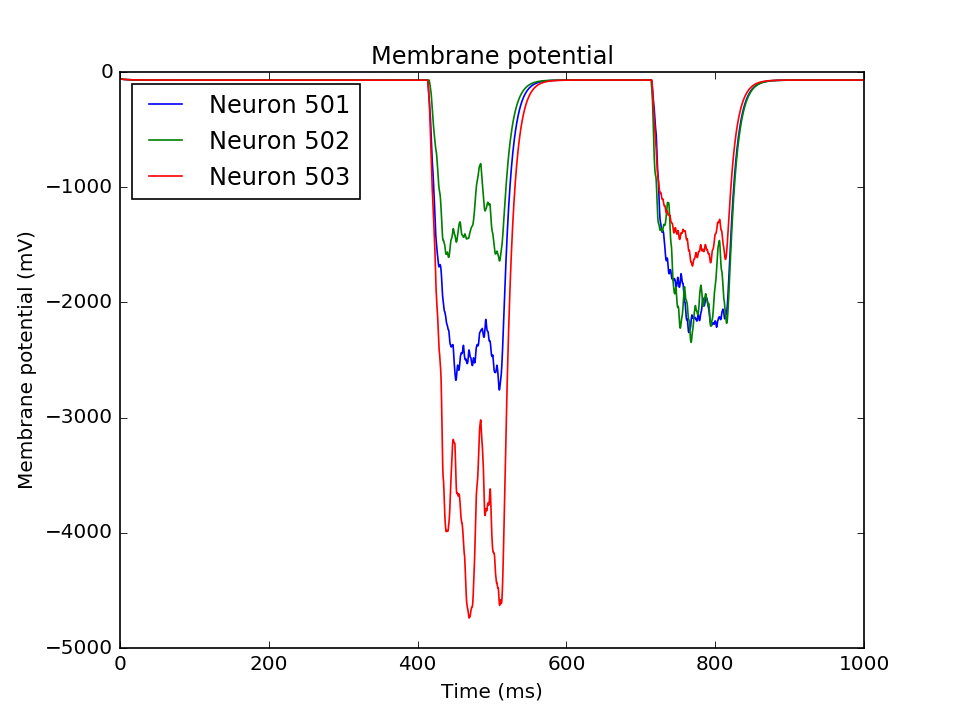 Membrane potential
0
−1000
−2000
−3000
−4000
−5000
Membrane potential (mV)
Neuron 501
Neuron 502
Neuron 503
0 200 400 600 800 1000
Time (ms)